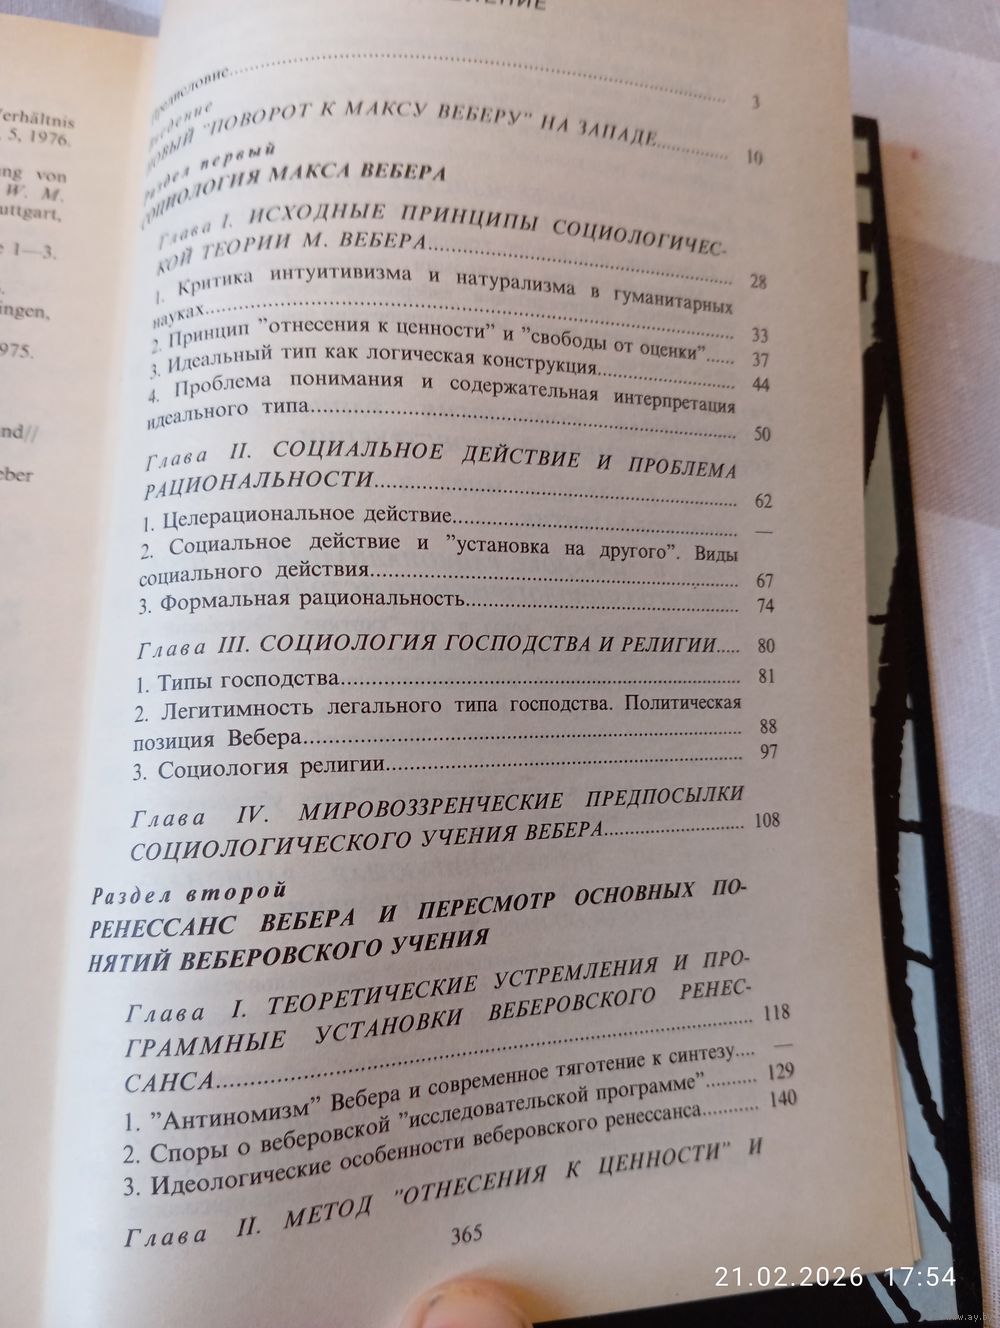 erhältnis
5, 1976.
ng von
W. M.
uttgart,
e 1—3.
ingen,
975.
nd//
eber
ЛЕНИЕ
Предисловие 3
Введение
НОВЫЙ "ПОВОРОТ К МАКСУ ВЕБЕРУ" НА ЗАПАДЕ 10
Раздел первый
СОЦИОЛОГИЯ МАКСА ВЕБЕРА
Глава I. ИСХОДНЫЕ ПРИНЦИПЫ СОЦИОЛОГИЧЕС-
КОЙ ТЕОРИИ М. ВЕБЕРА 28
1. Критика интуитивизма и натурализма в гуманитарных
науках 33
2. Принцип "отнесения к ценности" и "свободы от оценки" 37
3. Идеальный тип как логическая конструкция 44
4. Проблема понимания и содержательная интерпретация
идеального типа 50
Глава II. СОЦИАЛЬНОЕ ДЕЙСТВИЕ И ПРОБЛЕМА
РАЦИОНАЛЬНОСТИ 62
1. Целерациональное действие —
2. Социальное действие и "установка на другого". Виды
социального действия 67
3. Формальная рациональность 74
Глава III. СОЦИОЛОГИЯ ГОСПОДСТВА И РЕЛИГИИ 80
1. Типы господства 81
2. Легитимность легального типа господства. Политическая
позиция Вебера 88
3. Социология религии 97
Глава IV. МИРОВОЗЗРЕНЧЕСКИЕ ПРЕДПОСЫЛКИ
СОЦИОЛОГИЧЕСКОГО УЧЕНИЯ ВЕБЕРА 108
Раздел второй
РЕНЕССАНС ВЕБЕРА И ПЕРЕСМОТР ОСНОВНЫХ ПО-
НЯТИЙ ВЕБЕРОВСКОГО УЧЕНИЯ
Глава I. ТЕОРЕТИЧЕСКИЕ УСТРЕМЛЕНИЯ И ПРО-
ГРАММНЫЕ УСТАНОВКИ ВЕБЕРОВСКОГО РЕНЕС-
САНСА 118
1. "Антиномизм" Вебера и современное тяготение к синтезу —
2. Споры о веберовской "исследовательской программе" 129
3. Идеологические особенности веберовского ренессанса 140
Глава II. МЕТОД "ОТНЕСЕНИЯ К ЦЕННОСТИ" И
365
21.02.2026 17:54
www.ay.by